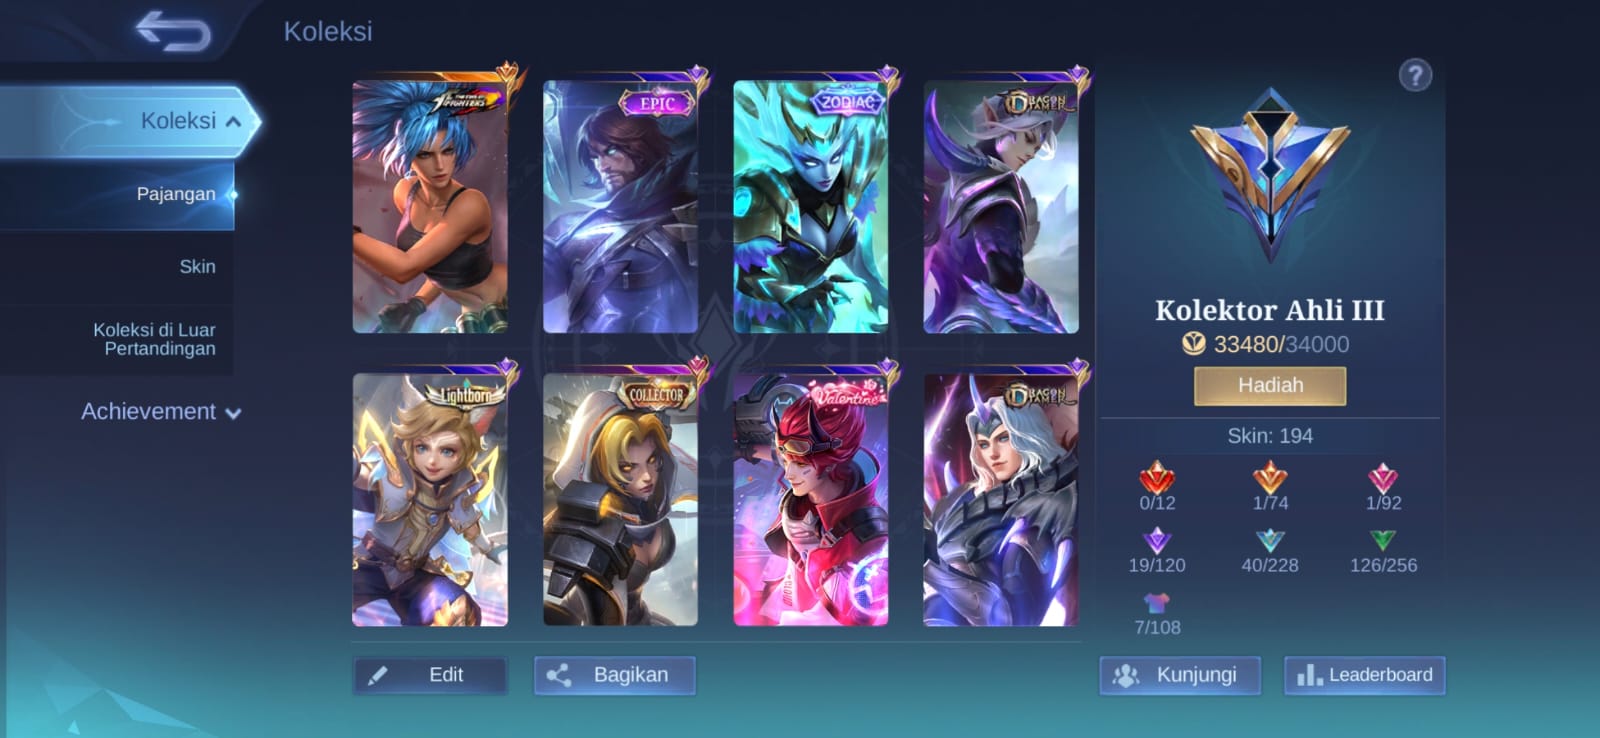 Koleksi
Koleksi
Pajangan
Skin
Koleksi di Luar
Pertandingan
Achievement
THE KING OF
FIGHTERS
EPIC
ZODIAC
DRAGON
TAMER
Lightborn
COLLECTOR
Valentine
DRAGON
TAMER
Edit
Bagikan
?
Kolektor Ahli III
33480/34000
Hadiah
Skin: 194
0/12
1/74
1/92
19/120
40/228
126/256
7/108
Kunjungi
Leaderboard